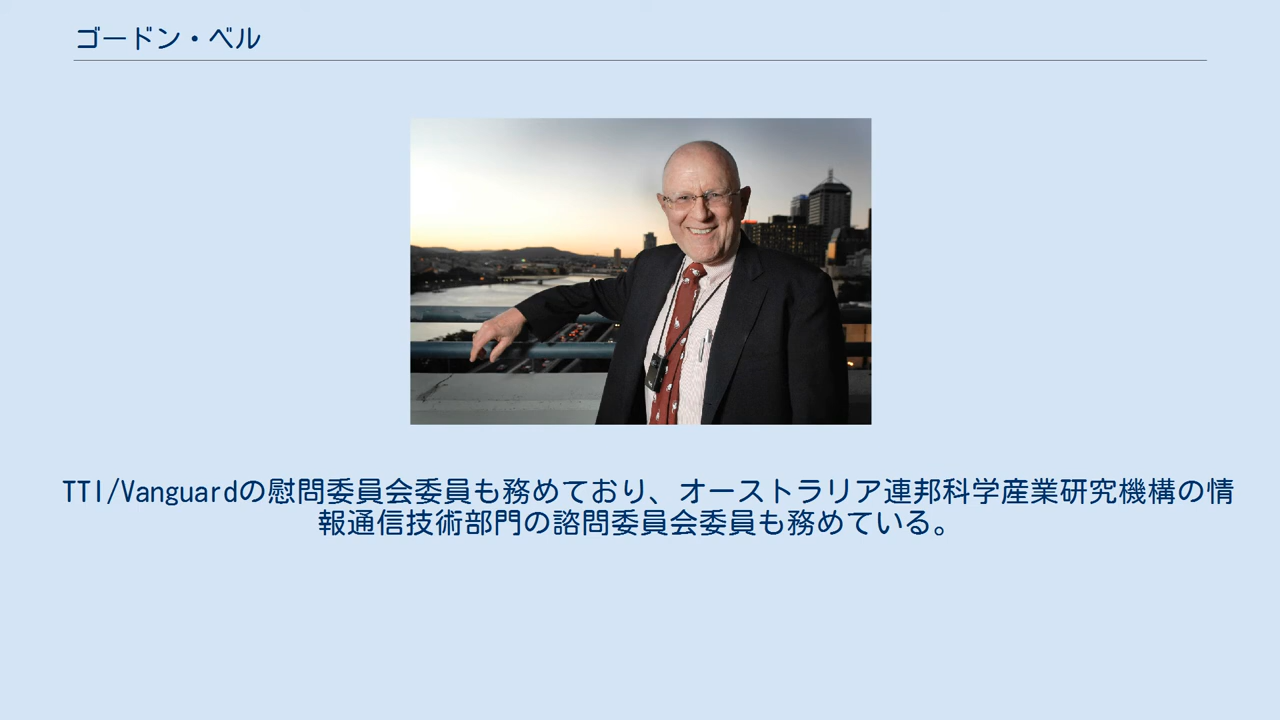 ゴードン・ベル
TTI/Vanguardの慰問委員会委員も務めており、オーストラリア連邦科学産業研究機構の情
報通信技術部門の諮問委員会委員も務めている。